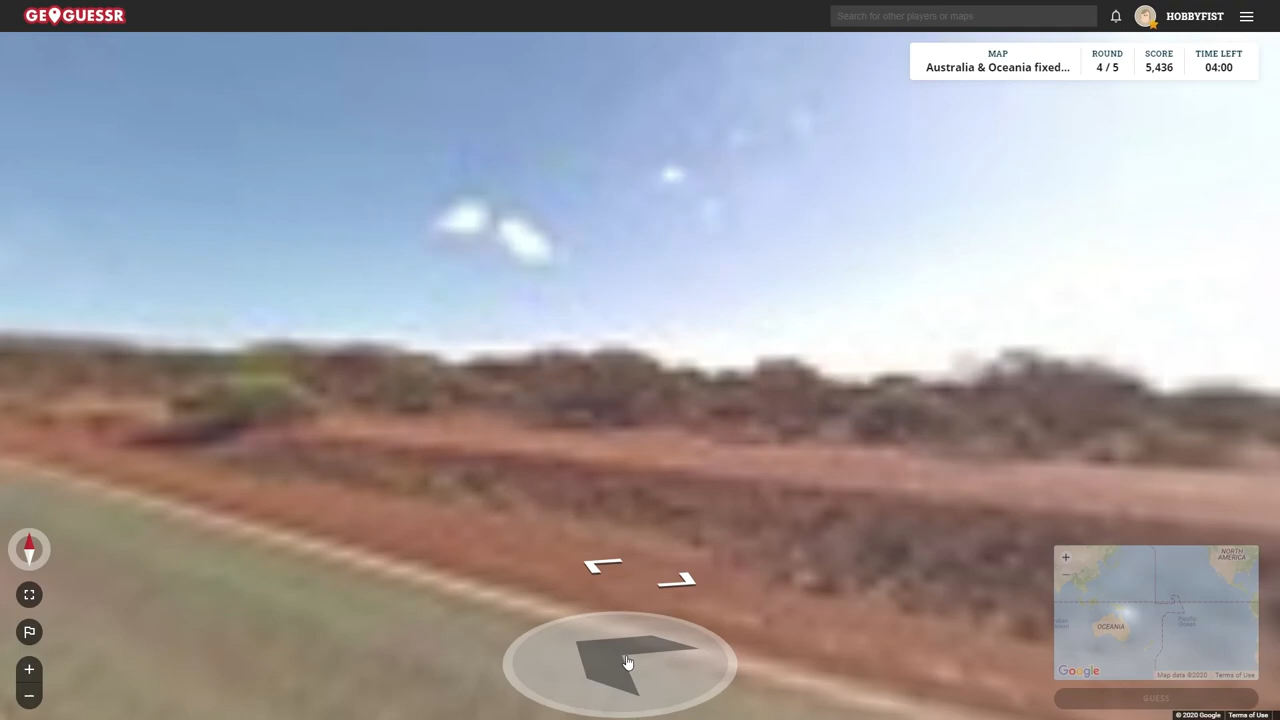 GEOGUESSR
Search for other players or maps
HOBBYFIST
MAP
Australia & Oceania fixed...
ROUND
4 / 5
SCORE
5,436
TIME LEFT
04:00
NORTH
AMERICA
OCEANIA
Pacific
Ocean
Google
Map data ©2020
Terms of Use
GUESS
© 2020 Google
Terms of Use